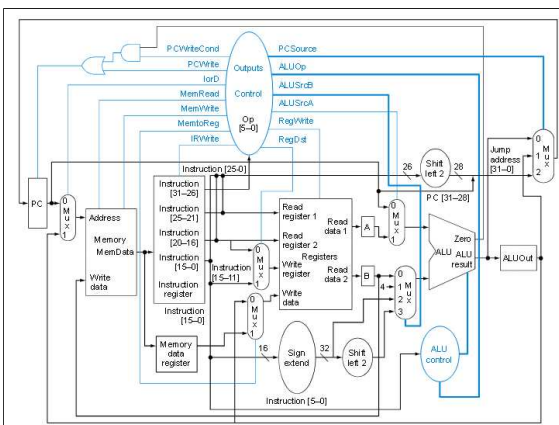 PCWriteCond
PCWrite
IorD
MemRead
MemWrite
MemtoReg
IRWrite
Outputs
Control
Op
[5–0]
PCSource
ALUOp
ALUSrcB
ALUSrcA
RegWrite
RegDst
Instruction [25-0]
26
Shift
left 2
28
Jump
address
[31–0]
PC [31–28]
0
1
2
M
u
x
PC
0
M
u
x
1
Address
Memory
MemData
Write
data
Instruction
[31–26]
Instruction
[25–21]
Instruction
[20–16]
Instruction
[15–0]
Instruction
register
Instruction
[15–0]
Memory
data
register
Instruction
[15–11]
0
M
u
x
1
0
M
u
x
1
Read
register 1
Read
register 2
Write
register
Write
data
Registers
Read
data 1
Read
data 2
A
B
0
M
u
x
1
4
0
1
M
u
2
x
3
Zero
ALU
ALU
result
ALUOut
16
Sign
extend
32
Shift
left 2
ALU
control
Instruction [5–0]